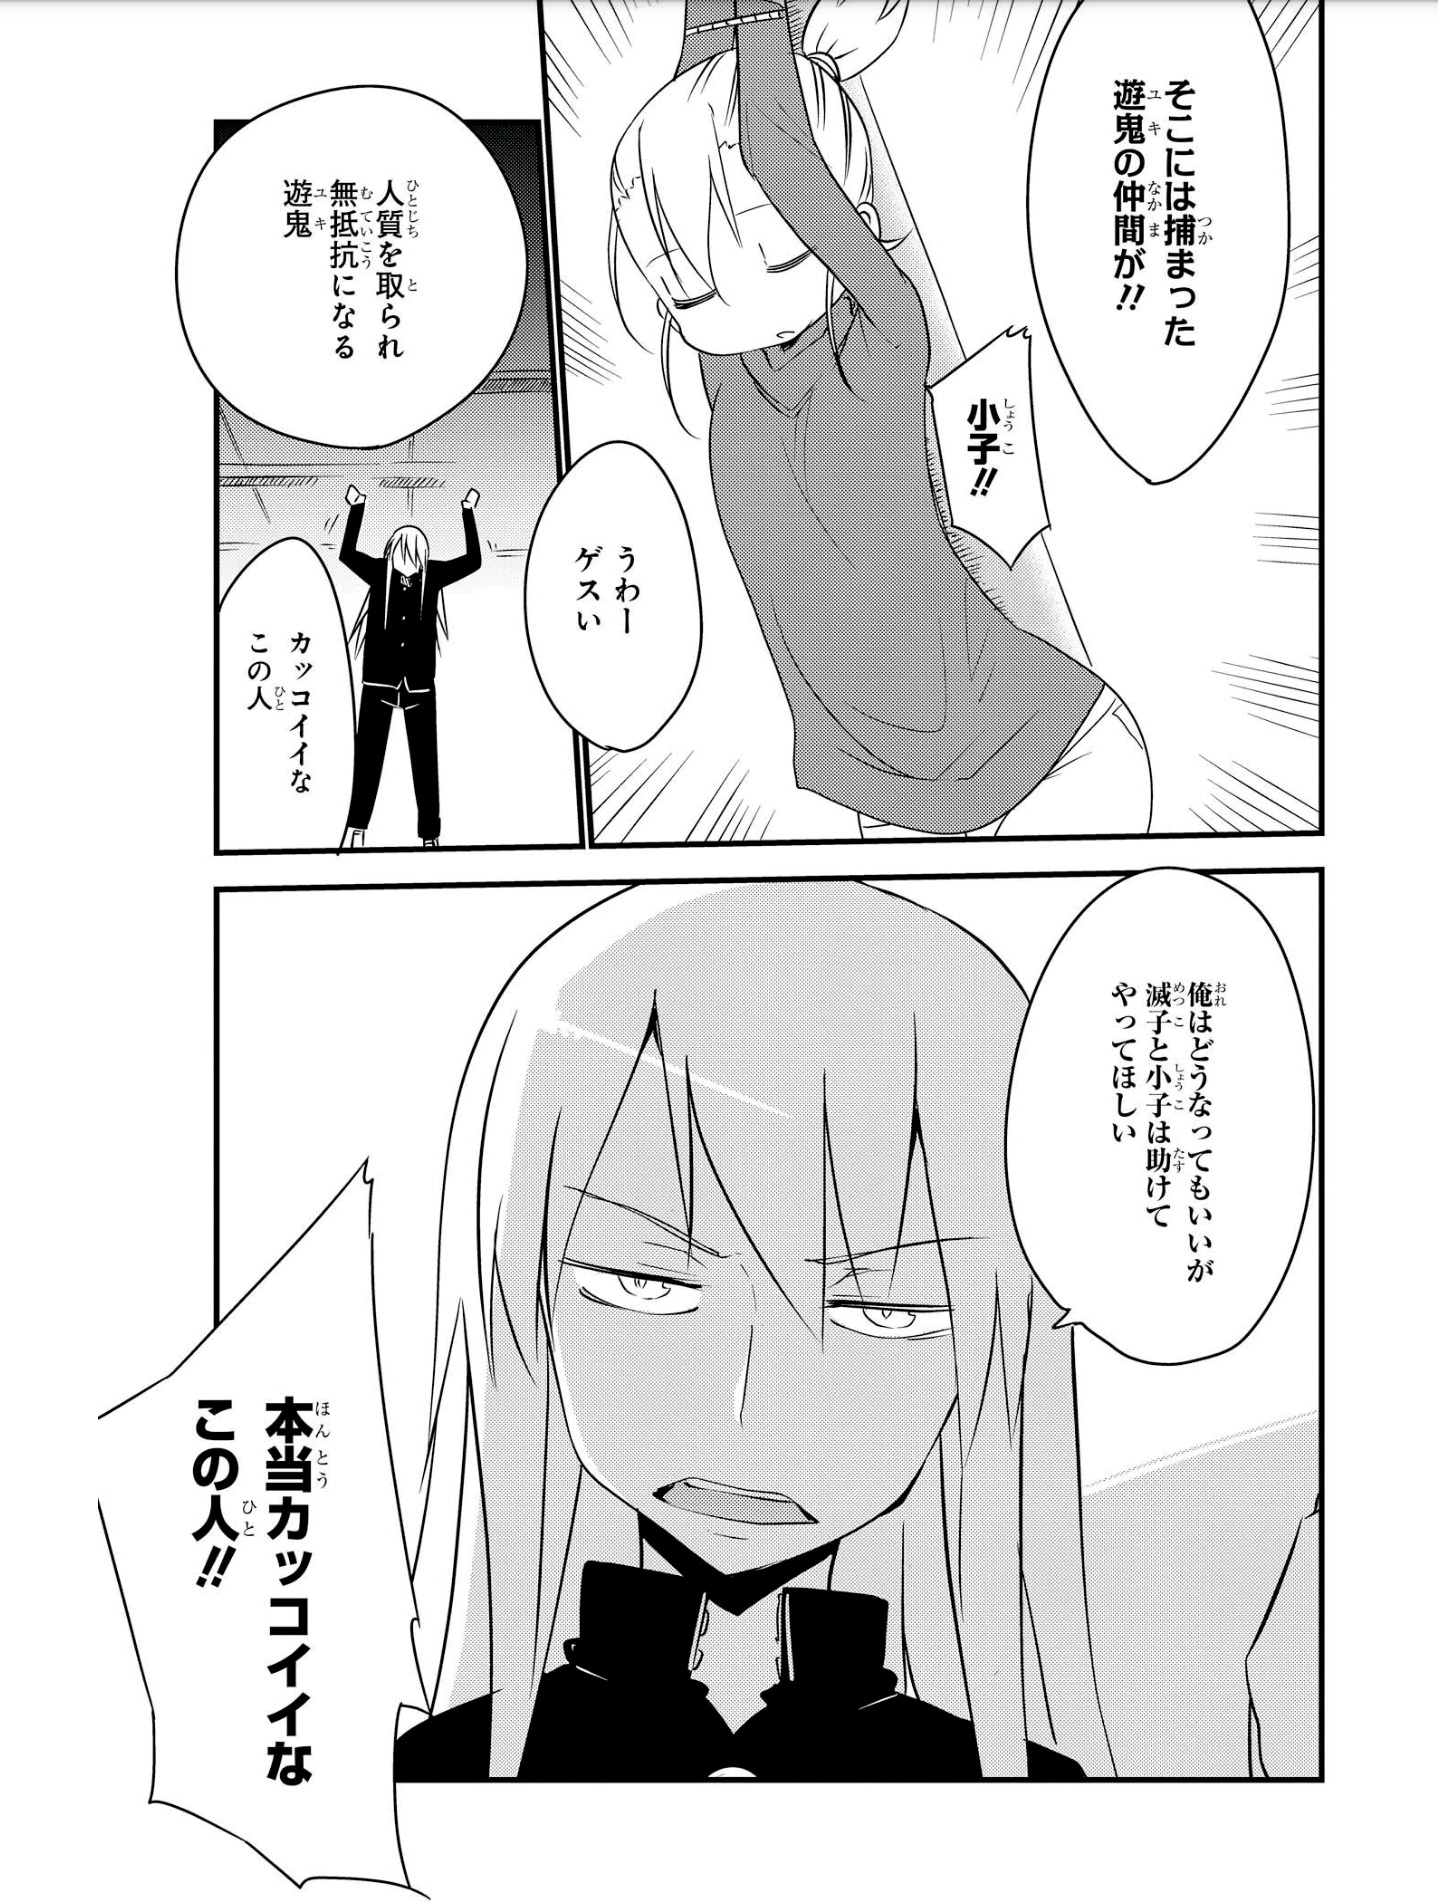 そこには捕まった
遊鬼の仲間が!!
小子!!
うわー
ゲスい
人質を取られ
無抵抗になる
遊鬼
カッコイイな
この人
俺はどうなってもいいが
滅子と小子は助けて
やってほしい
本当カッコイイな
この人!!